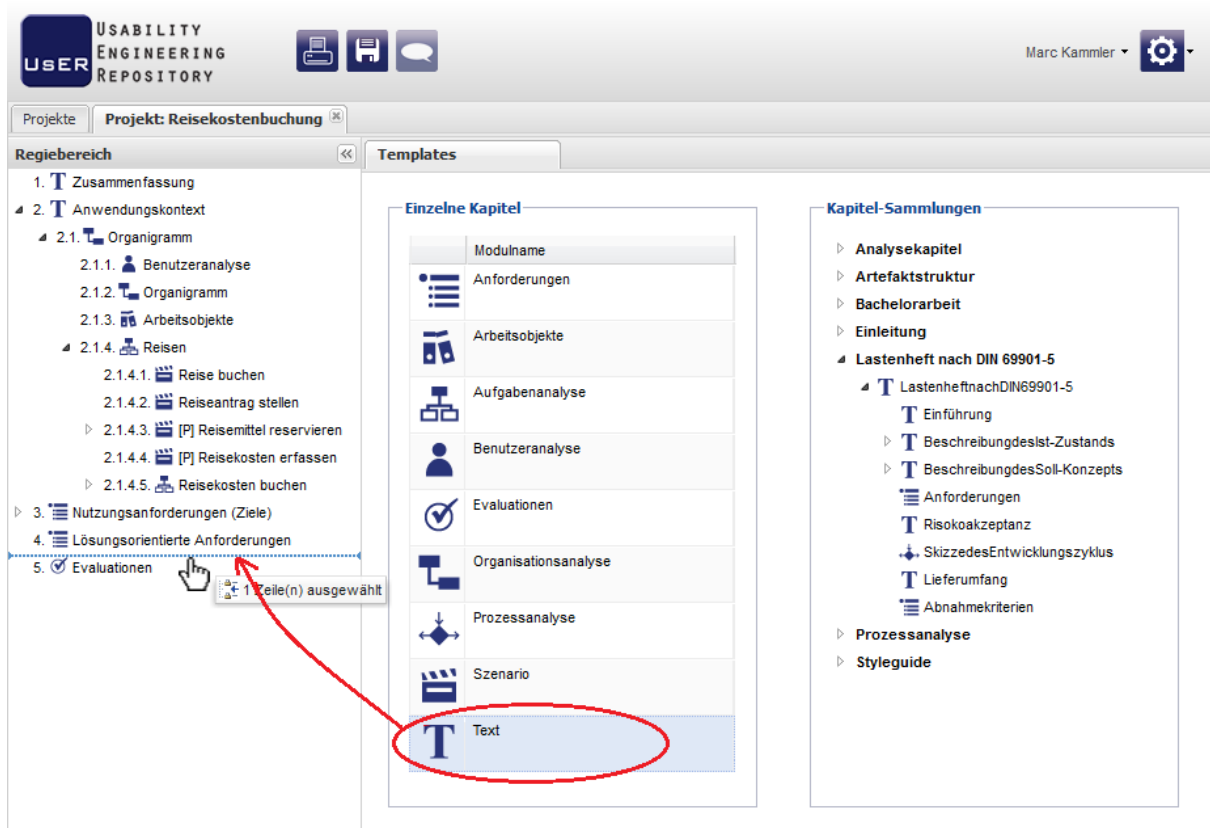 USABILITY
ENGINEERING
REPOSITORY
UsER
Marc Kammler
Projekte
Projekt: Reisekostenbuchung
Regiebereich
Templates
1. T Zusammenfassung
2. T Anwendungskontext
2.1. Organigramm
2.1.1. Benutzeranalyse
2.1.2. Organigramm
2.1.3. Arbeitsobjekte
2.1.4. Reisen
2.1.4.1. Reise buchen
2.1.4.2. Reiseantrag stellen
2.1.4.3. [P] Reisemittel reservieren
2.1.4.4. [P] Reisekosten erfassen
2.1.4.5. Reisekosten buchen
3. Nutzungsanforderungen (Ziele)
4. Lösungsorientierte Anforderungen
5. Evaluationen
1 Zeile(n) ausgewählt
Einzelne Kapitel
Modulname
Anforderungen
Arbeitsobjekte
Aufgabenanalyse
Benutzeranalyse
Evaluationen
Organisationsanalyse
Prozessanalyse
Szenario
T Text
Kapitel-Sammlungen
Analysekapitel
Artefaktstruktur
Bachelorarbeit
Einleitung
Lastenheft nach DIN 69901-5
T LastenheftnachDIN69901-5
T Einführung
T BeschreibungdesIst-Zustands
T BeschreibungdesSoll-Konzepts
Anforderungen
T Risokoakzeptanz
SkizzedesEntwicklungszyklus
T Lieferumfang
Abnahmekriterien
Prozessanalyse
Styleguide